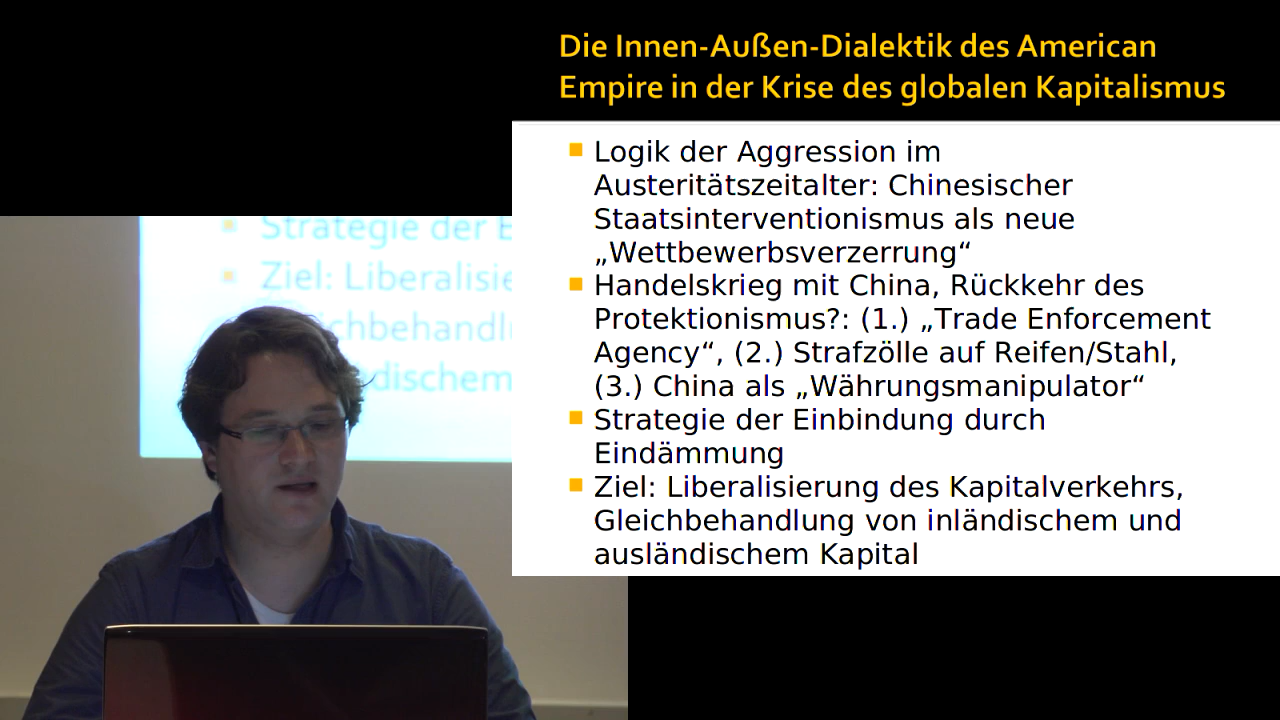 Die Innen-Außen-Dialektik des American
Empire in der Krise des globalen Kapitalismus
Logik der Aggression im
Austeritätszeitalter: Chinesischer
Staatsinterventionismus als neue
„Wettbewerbsverzerrung“
Handelskrieg mit China, Rückkehr des
Protektionismus?: (1.) „Trade Enforcement
Agency“, (2.) Strafzölle auf Reifen/Stahl,
(3.) China als „Währungsmanipulator“
Strategie der Einbindung durch
Eindämmung
Ziel: Liberalisierung des Kapitalverkehrs,
Gleichbehandlung von inländischem und
ausländischem Kapital
Strategie der E
Ziel: Liberalisie
ichbehandlu
dischem